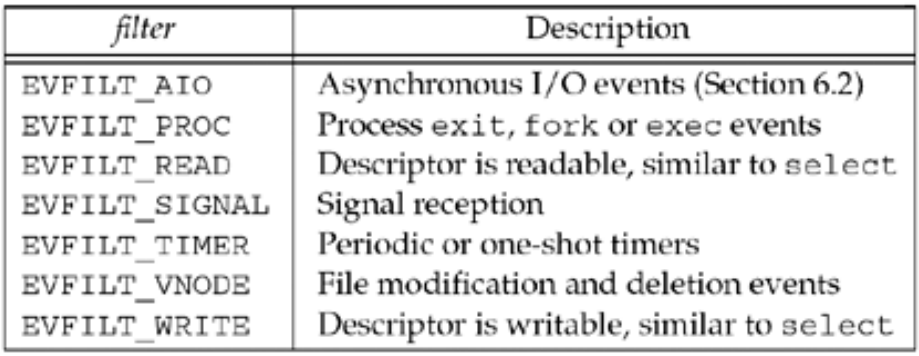 filter Description
EVFILT_AIO Asynchronous I/O events (Section 6.2)
EVFILT_PROC Process exit, fork or exec events
EVFILT_READ Descriptor is readable, similar to select
EVFILT_SIGNAL Signal reception
EVFILT_TIMER Periodic or one-shot timers
EVFILT_VNODE File modification and deletion events
EVFILT_WRITE Descriptor is writable, similar to select